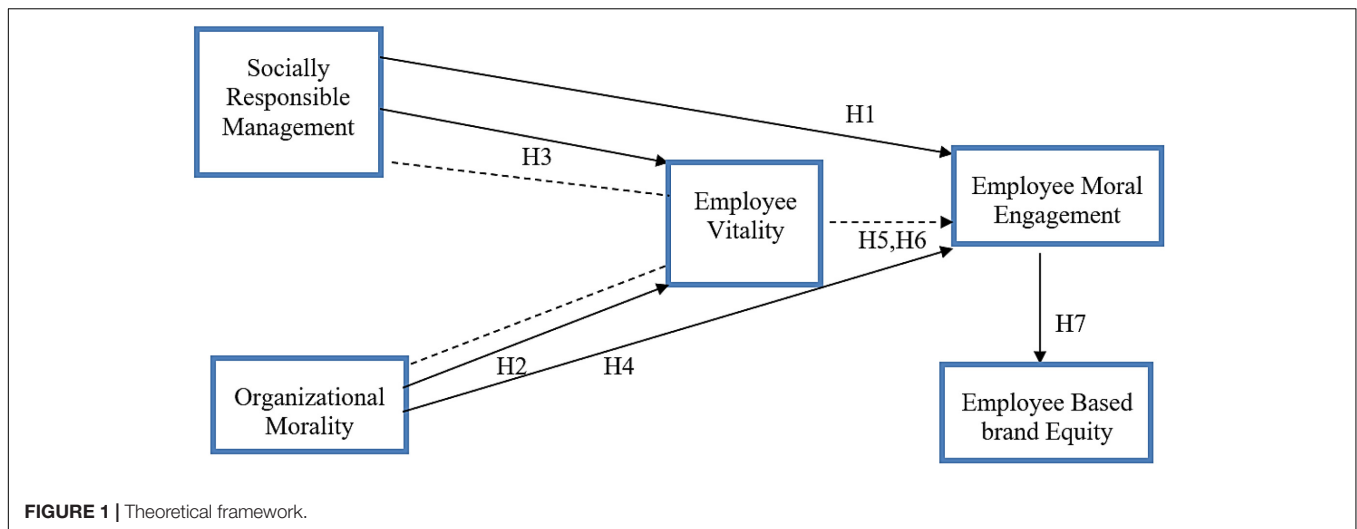 Socially
Responsible
Management
H1
H3
Employee
Vitality
Employee Moral
Engagement
H5,H6
H7
H2
H4
Organizational
Morality
Employee Based
brand Equity
FIGURE 1 | Theoretical framework.